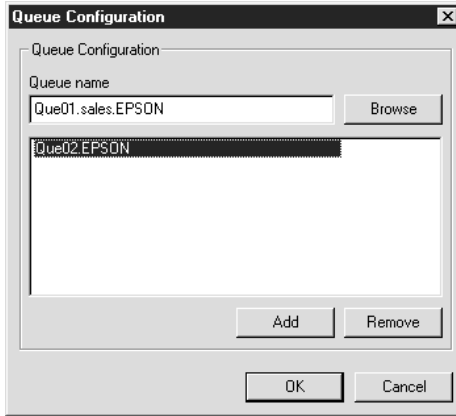 Queue Configuration
Queue Configuration
Queue name
Que01.sales.EPSON
Browse
Que02.EPSON
Add
Remove
OK
Cancel